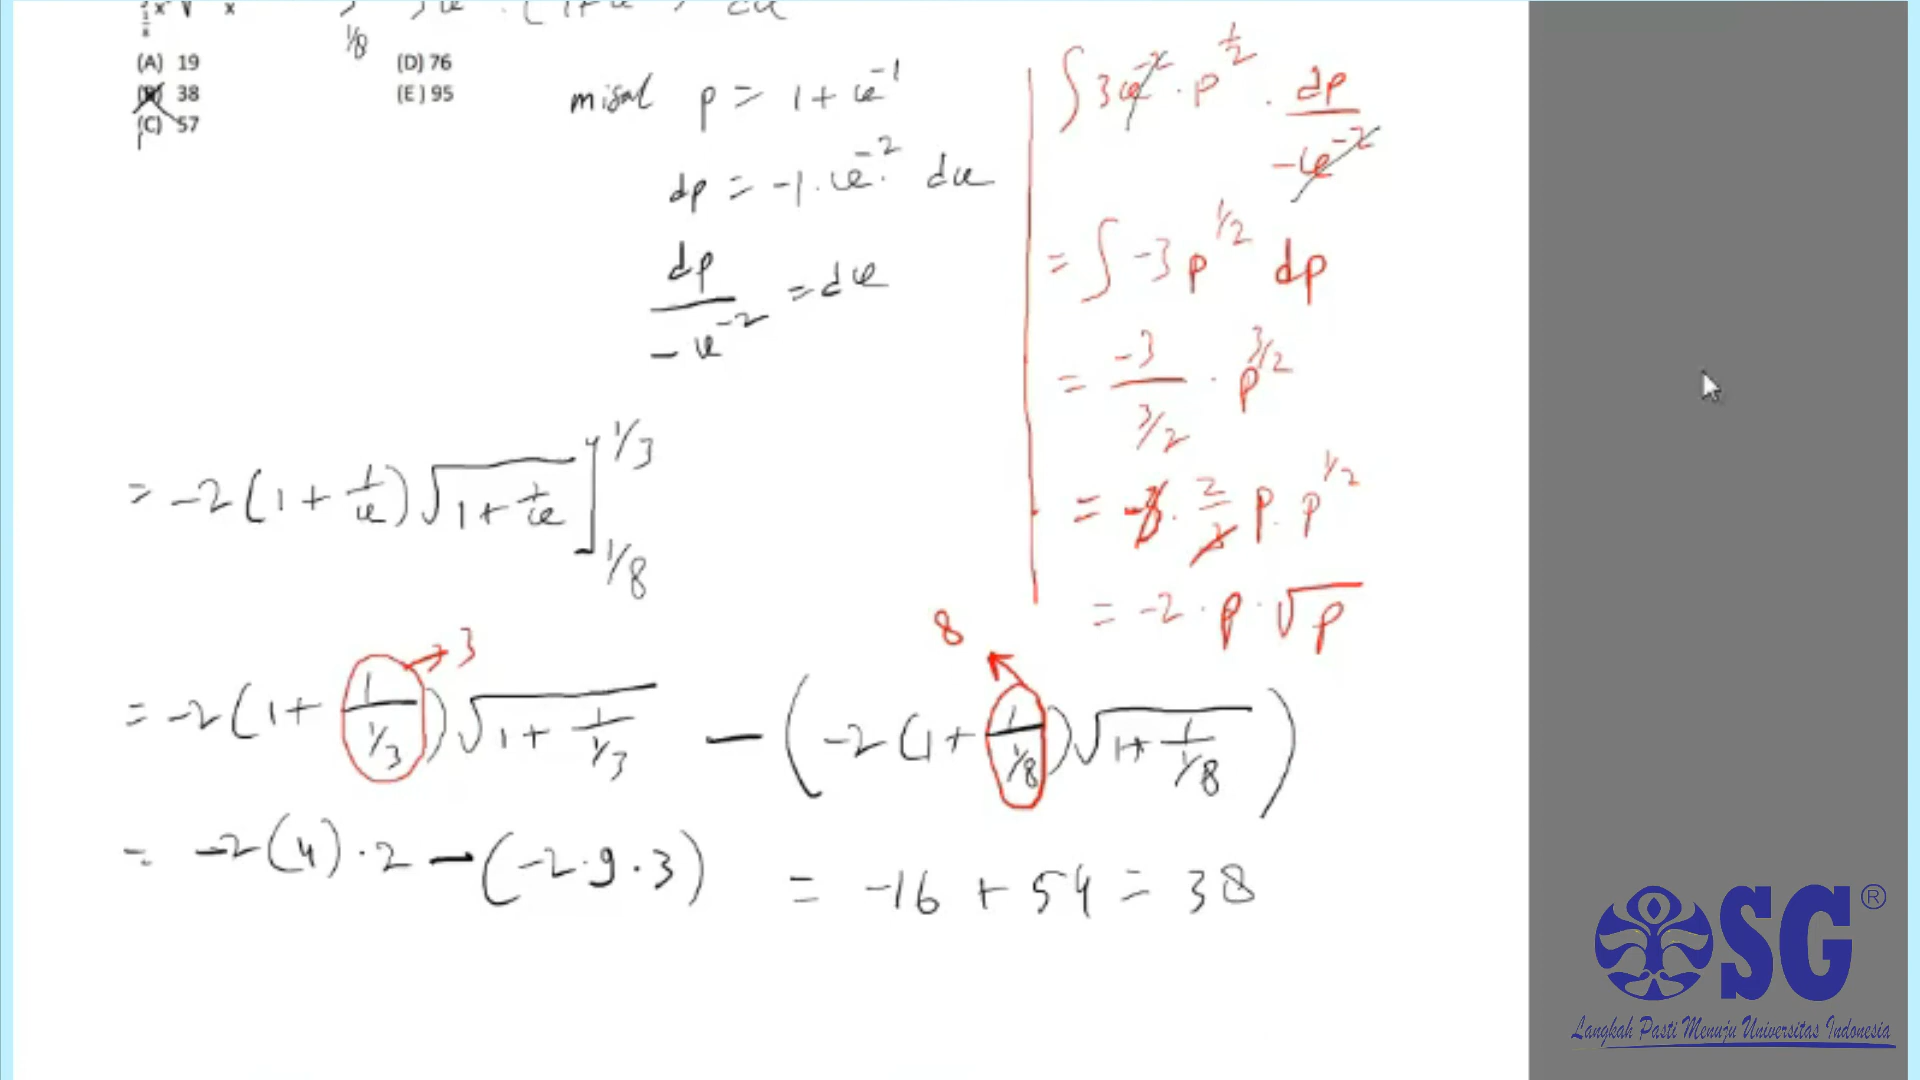 1/8
(A) 19 (D) 76
(B) 38 (E) 95
(C) 57
misal p = 1 + u⁻¹
dp = -1 . u⁻² . du
dp / -u⁻² = du
∫ 3u⁻² . p^(1/2) . dp / -u⁻²
= ∫ -3 p^(1/2) dp
= -3 / (3/2) . p^(3/2)
= -3 . 2/3 p . p^(1/2)
= -2 . p . √p
= -2 (1 + 1/u) √(1 + 1/u) ]
1/3
1/8
3
8
= -2 (1 + 1/(1/3)) √(1 + 1/(1/3)) - (-2 (1 + 1/(1/8)) √(1 + 1/(1/8)))
= -2 (4) . 2 - (-2 . 9 . 3) = -16 + 54 = 38
SG ®
Langkah Pasti Menuju Universitas Indonesia